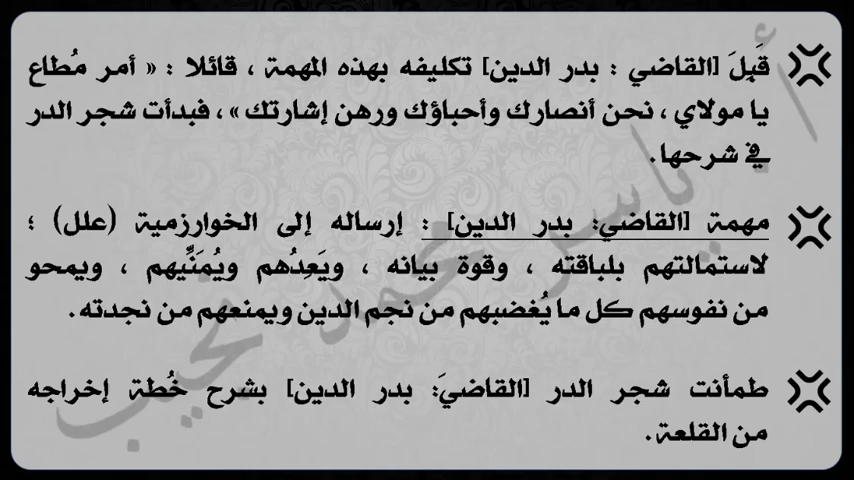 قَبِلَ [القاضي : بدر الدين] تكليفه بهذه المهمة ، قائلا : « أمر مُطاع
يا مولاي ، نحن أنصارك وأحباؤك ورهن إشارتك » ، فبدأت شجر الدر
في شرحها.
مهمة [القاضي: بدر الدين] : إرساله إلى الخوارزمية (علل) ؛
لاستمالتهم بلباقته ، وقوة بيانه ، ويَعِدُهم ويُمَنِّيهم ، ويمحو
من نفوسهم كل ما يُغضبهم من نجم الدين ويمنعهم من نجدته.
طمأنت شجر الدر [القاضيَ: بدر الدين] بشرح خُطة إخراجه
من القلعة.
أ. ياسر محمد نجيب